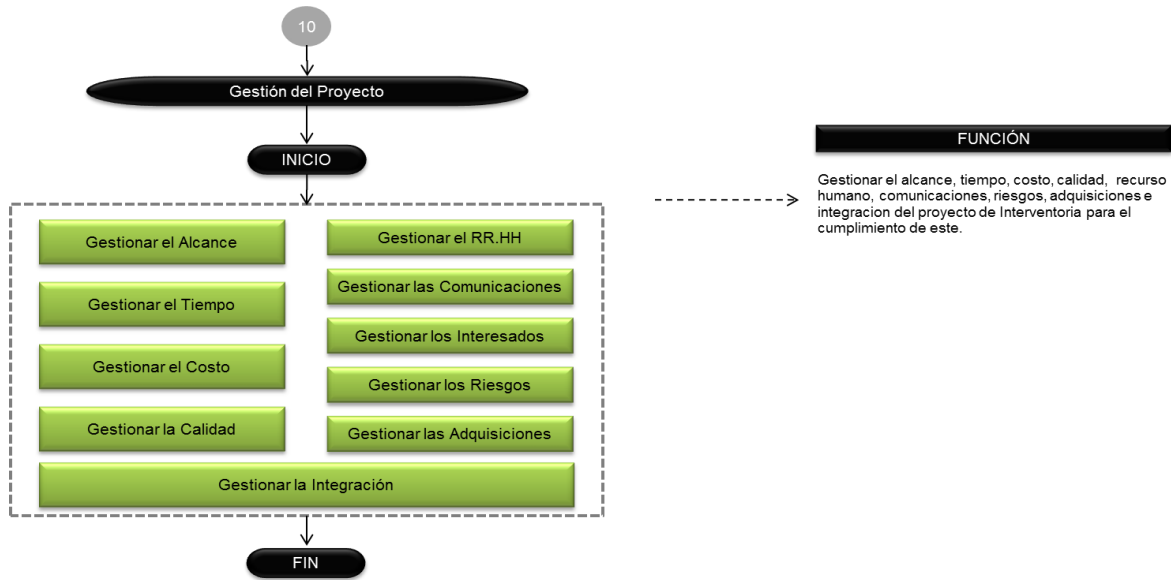 10
Gestión del Proyecto
INICIO
Gestionar el Alcance
Gestionar el Tiempo
Gestionar el Costo
Gestionar la Calidad
Gestionar el RR.HH
Gestionar las Comunicaciones
Gestionar los Interesados
Gestionar los Riesgos
Gestionar las Adquisiciones
Gestionar la Integración
FIN
FUNCIÓN
Gestionar el alcance, tiempo, costo, calidad, recurso
humano, comunicaciones, riesgos, adquisiciones e
integracion del proyecto de Interventoria para el
cumplimiento de este.